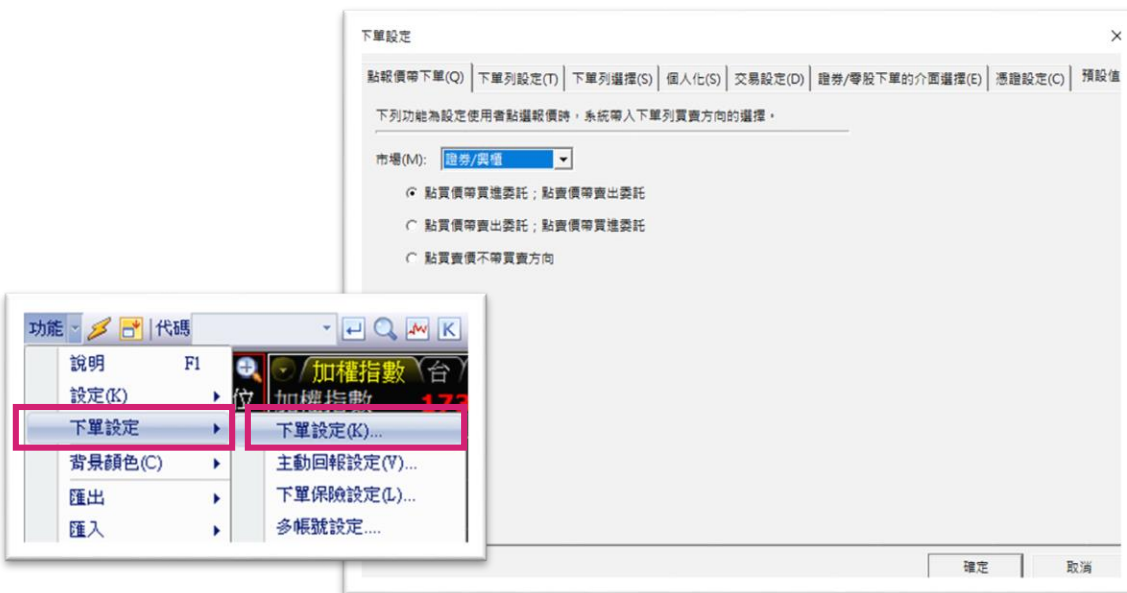 下單設定
點報價帶下單(Q) 下單列設定(T) 下單列選擇(S) 個人化(S) 交易設定(D) 證券/零股下單的介面選擇(E) 憑證設定(C) 預設值
下列功能為設定使用者點選報價時，系統帶入下單列買賣方向的選擇。
市場(M): 證券/興櫃
點買價帶買進委託；點賣價帶賣出委託
點買價帶賣出委託；點賣價帶買進委託
點買賣價不帶買賣方向
確定 取消
功能 代碼 K
說明 F1
設定(K)
下單設定
背景顏色(C)
匯出
匯入
位 加權指數 台
加權指數 173
下單設定(K)...
主動回報設定(V)...
下單保險設定(L)...
多帳號設定....